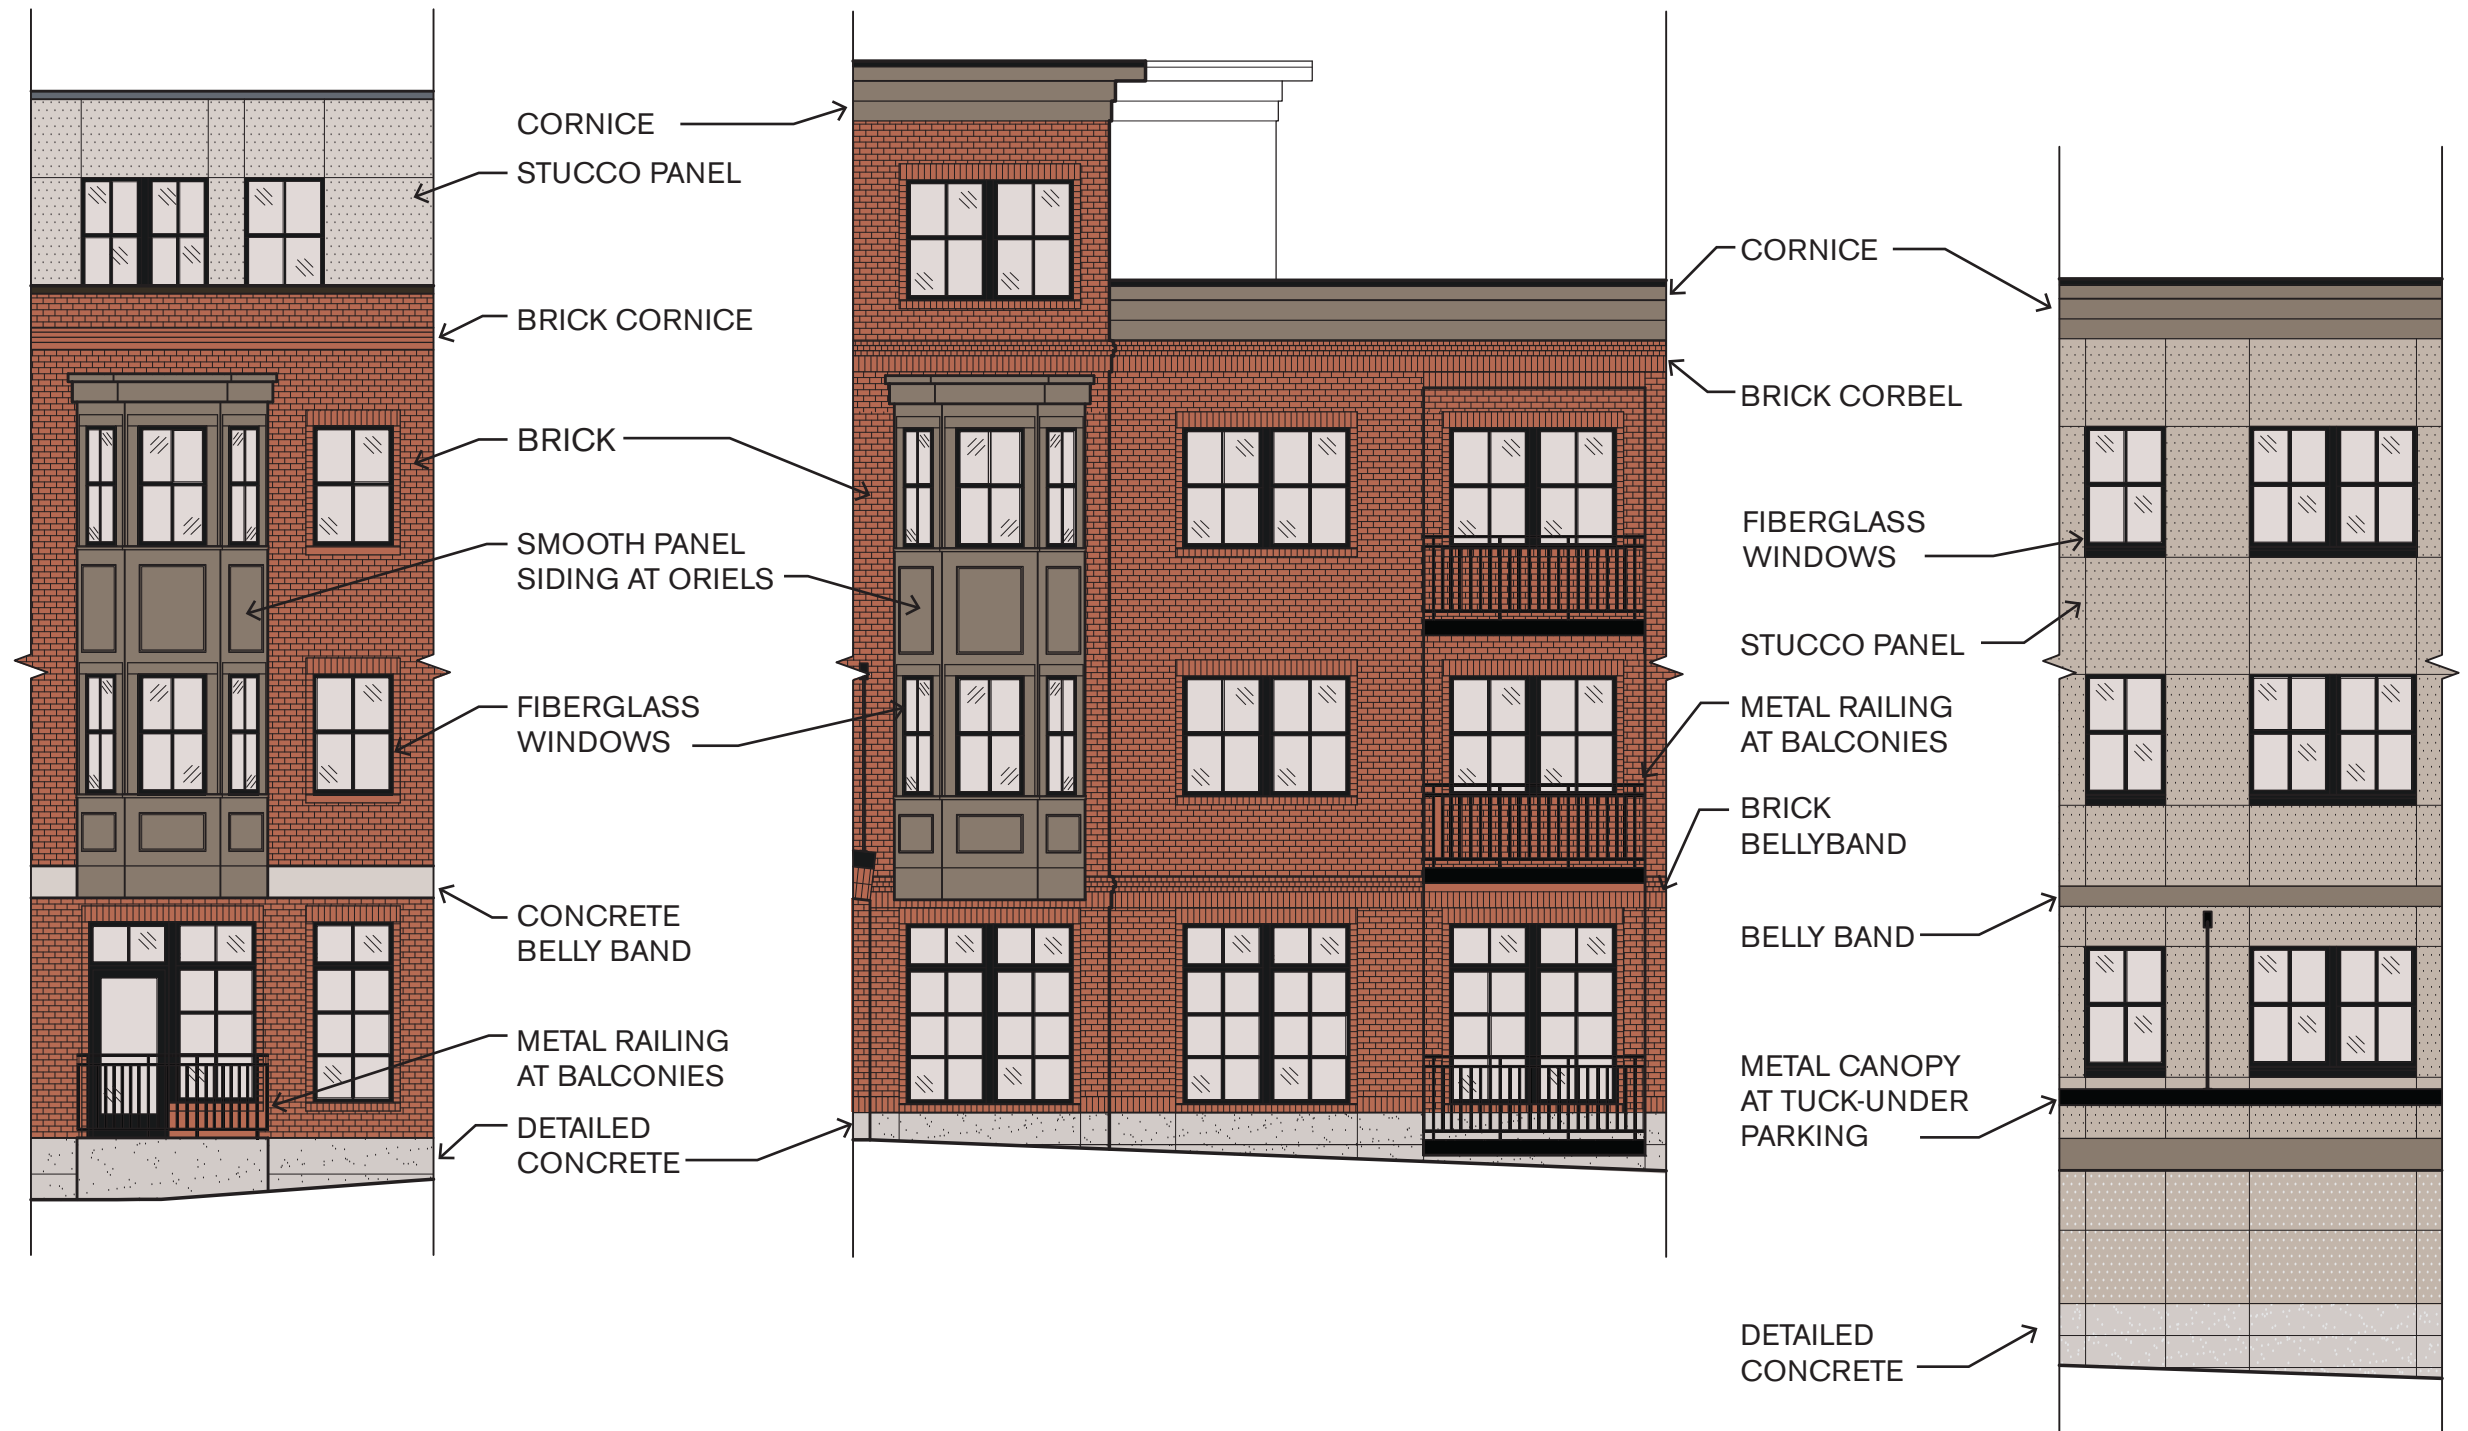 CORNICE
STUCCO PANEL
BRICK CORNICE
BRICK
SMOOTH PANEL
SIDING AT ORIELS
FIBERGLASS
WINDOWS
CONCRETE
BELLY BAND
METAL RAILING
AT BALCONIES
DETAILED
CONCRETE
CORNICE
BRICK CORBEL
FIBERGLASS
WINDOWS
STUCCO PANEL
METAL RAILING
AT BALCONIES
BRICK
BELLYBAND
BELLY BAND
METAL CANOPY
AT TUCK-UNDER
PARKING
DETAILED
CONCRETE